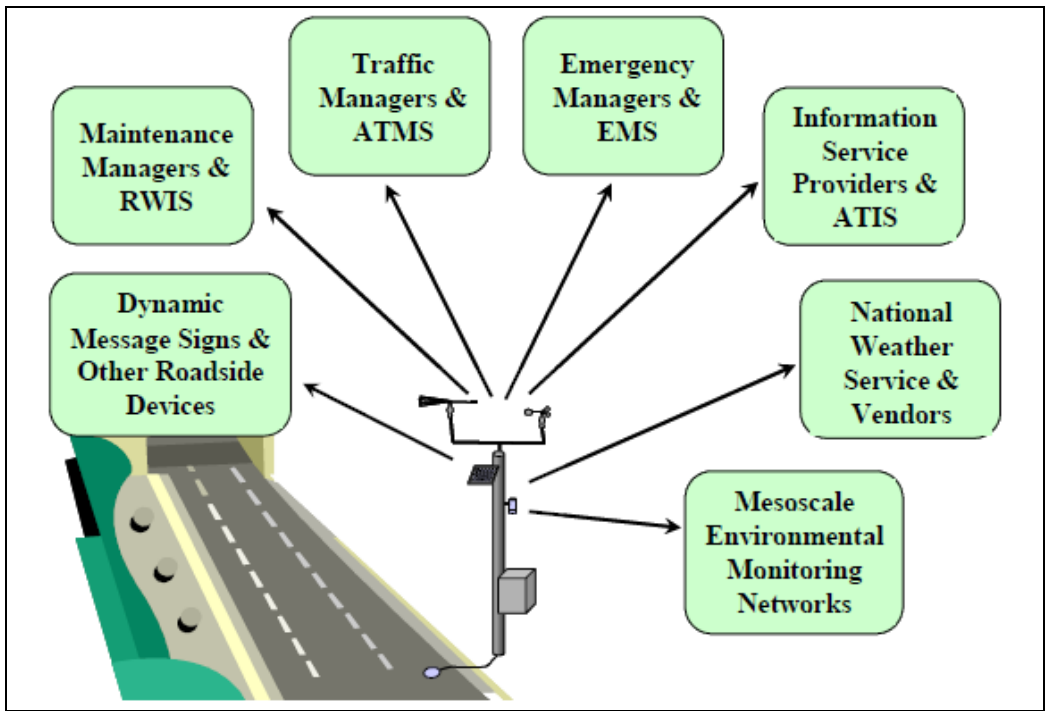 Traffic
Managers &
ATMS
Emergency
Managers &
EMS
Maintenance
Managers &
RWIS
Information
Service
Providers &
ATIS
Dynamic
Message Signs &
Other Roadside
Devices
National
Weather
Service &
Vendors
Mesoscale
Environmental
Monitoring
Networks